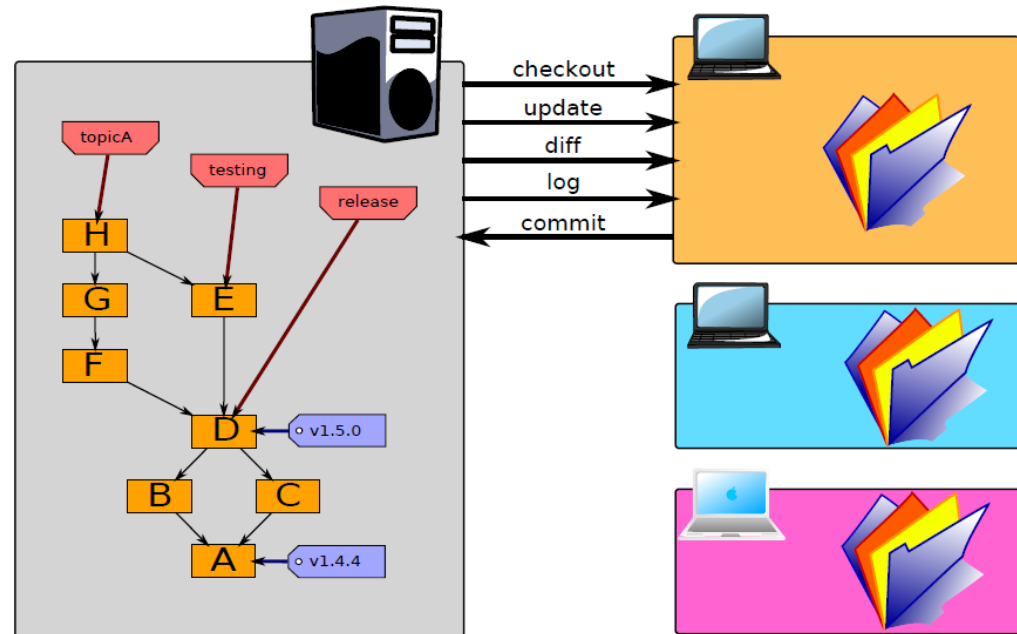 checkout
update
diff
log
commit
topicA
testing
release
H
G
E
F
D
v1.5.0
B
C
A
v1.4.4